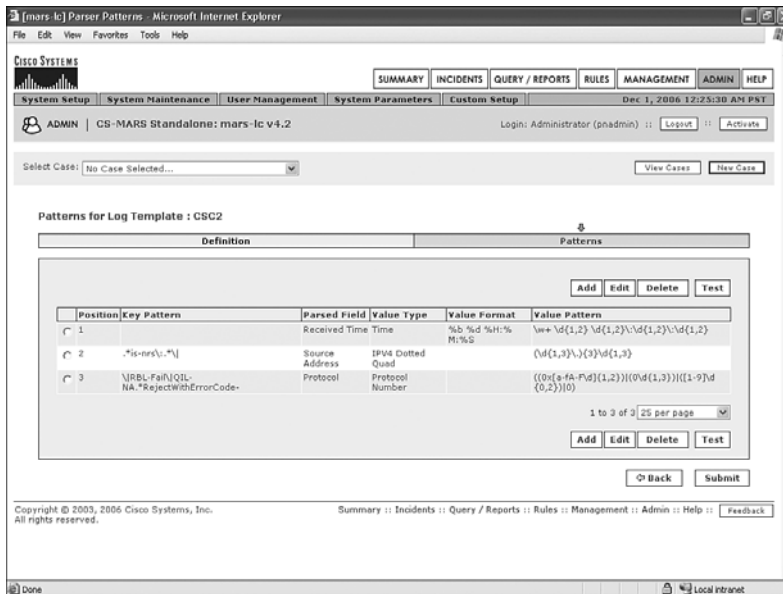 [mars-lc] Parser Patterns - Microsoft Internet Explorer
File Edit View Favorites Tools Help
CISCO SYSTEMS
SUMMARY INCIDENTS QUERY / REPORTS RULES MANAGEMENT ADMIN HELP
System Setup System Maintenance User Management System Parameters Custom Setup Dec 1, 2006 12:25:30 AM PST
ADMIN | CS-MARS Standalone: mars-lc v4.2 Login: Administrator (pnadmin) :: Logout :: Activate
Select Case: No Case Selected... View Cases New Case
Patterns for Log Template : CSC2
Definition Patterns
Add Edit Delete Test
Position Key Pattern Parsed Field Value Type Value Format Value Pattern
1 Received Time Time %b %d %H:% \w+ \d{1,2} \d{1,2}\:\d{1,2}\:\d{1,2}
M:%S
2 .*is-nrs\:.*\| Source IPV4 Dotted (\d{1,3}\.){3}\d{1,3}
Address Quad
3 \|RBL-Fail\|QIL- Protocol Protocol ((0x[a-fA-F\d]{1,2})|(0\d{1,3})|([1-9]\d
NA.*RejectWithErrorCode- Number {0,2})|0)
1 to 3 of 3 25 per page
Add Edit Delete Test
Back Submit
Copyright © 2003, 2006 Cisco Systems, Inc. Summary :: Incidents :: Query / Reports :: Rules :: Management :: Admin :: Help :: Feedback
All rights reserved.
Done Local intranet